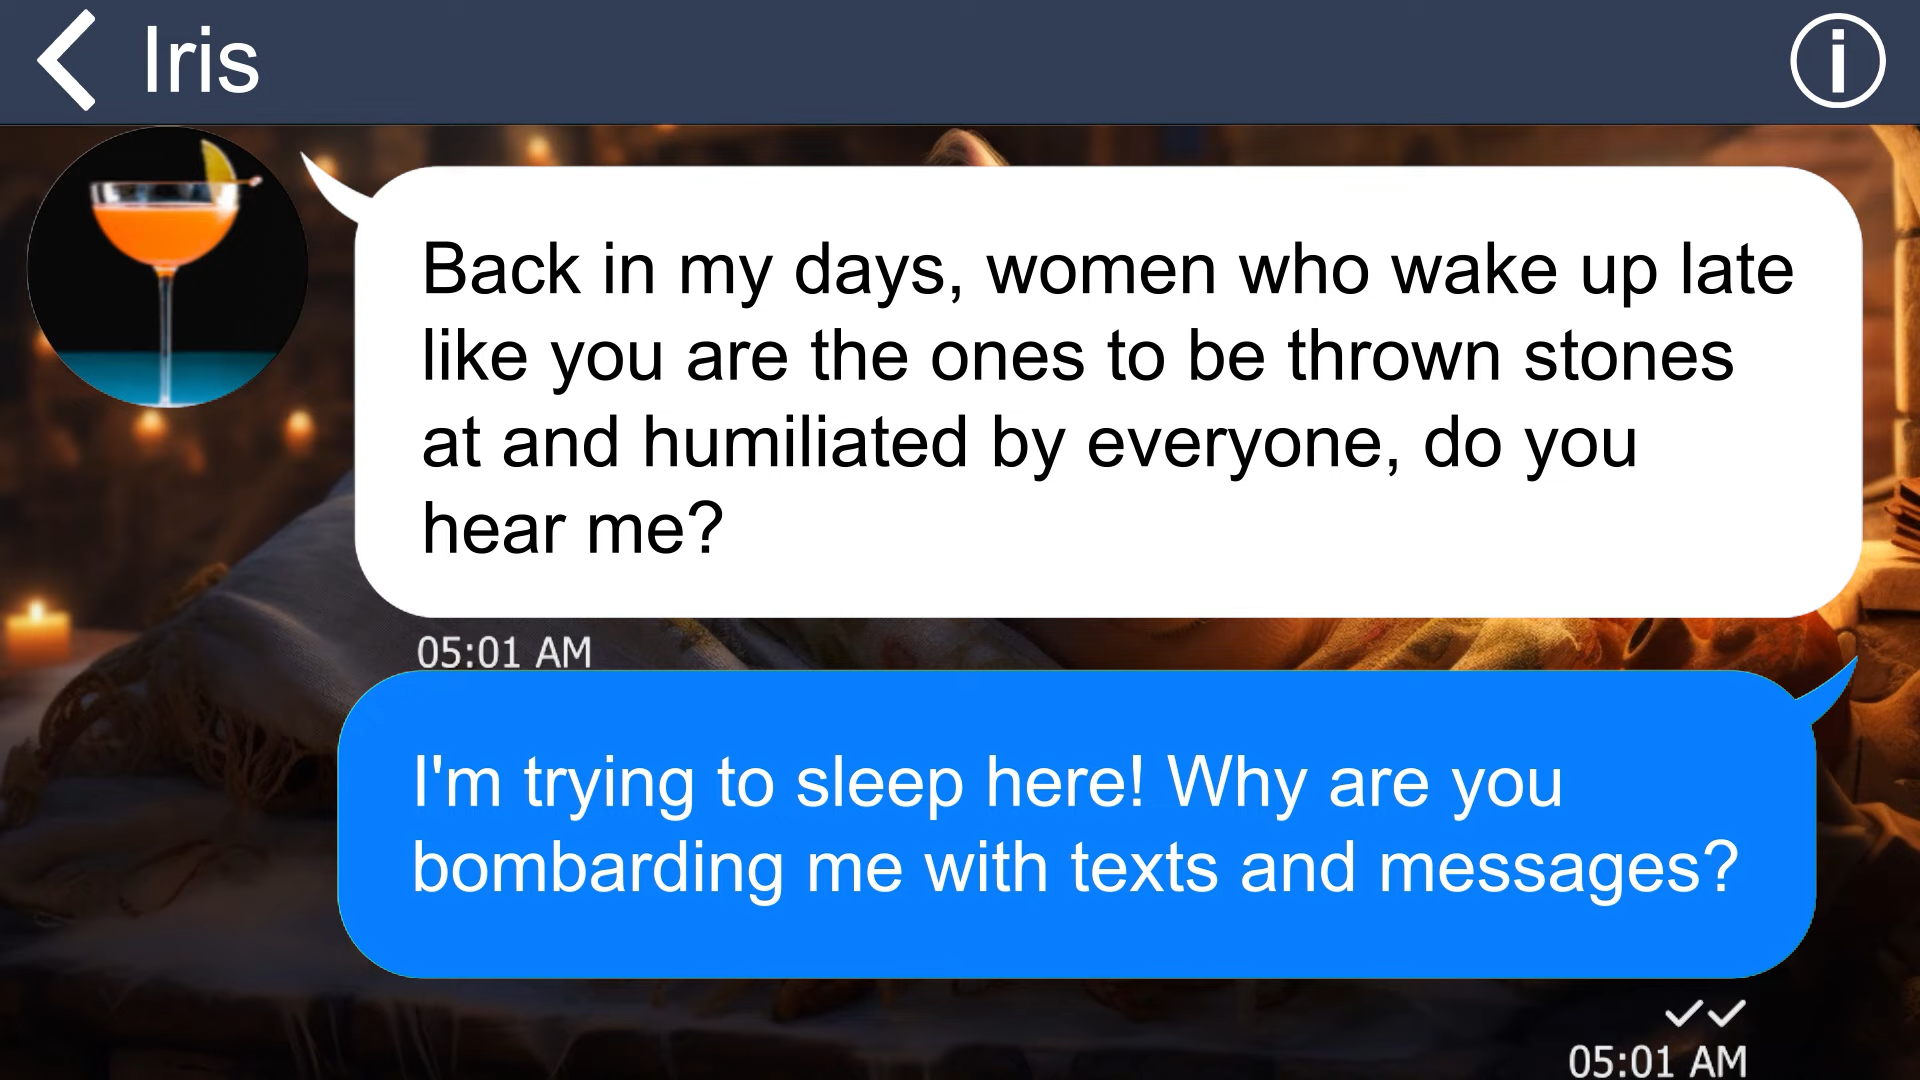 Iris
Back in my days, women who wake up late
like you are the ones to be thrown stones
at and humiliated by everyone, do you
hear me?
05:01 AM
I'm trying to sleep here! Why are you
bombarding me with texts and messages?
05:01 AM